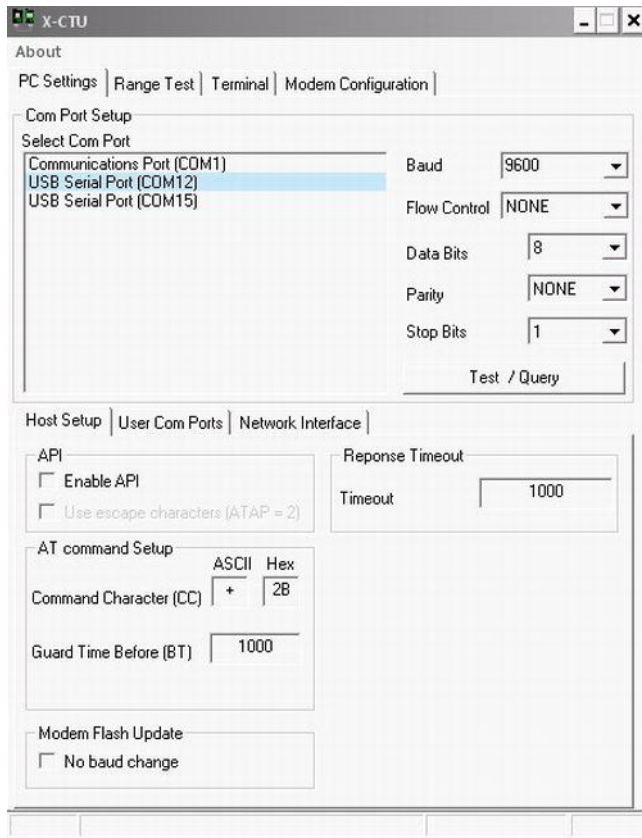 X-CTU
About
PC Settings Range Test Terminal Modem Configuration
Com Port Setup
Select Com Port
Communications Port (COM1)
USB Serial Port (COM12)
USB Serial Port (COM15)
Baud 9600
Flow Control NONE
Data Bits 8
Parity NONE
Stop Bits 1
Test / Query
Host Setup User Com Ports Network Interface
API
Enable API
Use escape characters (ATAP = 2)
Reponse Timeout
Timeout 1000
AT command Setup
ASCII Hex
Command Character (CC) + 2B
Guard Time Before (BT) 1000
Modem Flash Update
No baud change